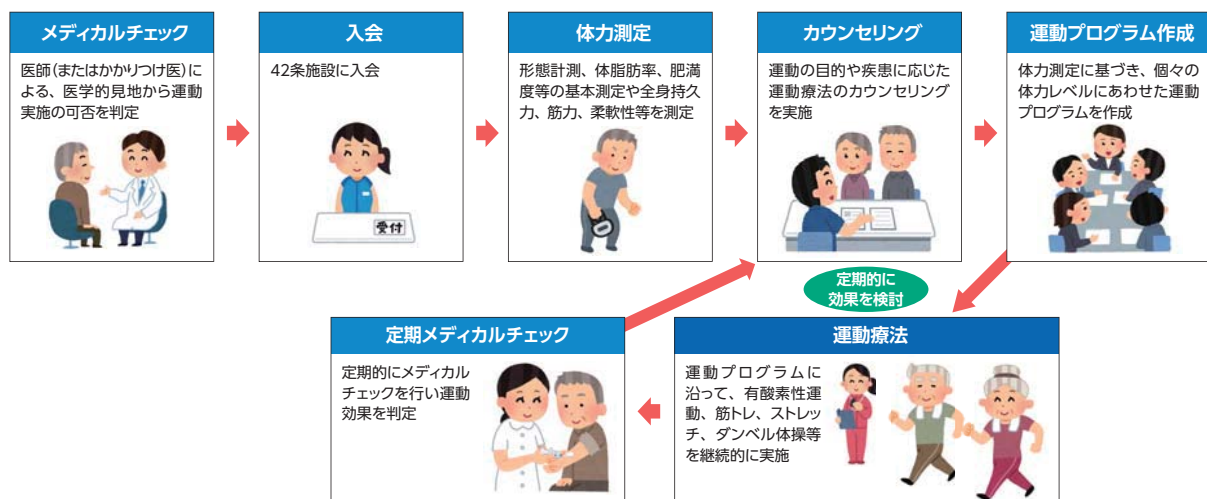 メディカルチェック
医師（またはかかりつけ医）に
よる、医学的見地から運動
実施の可否を判定
入会
42条施設に入会
受付
体力測定
形態計測、体脂肪率、肥満
度等の基本測定や全身持久
力、筋力、柔軟性等を測定
カウンセリング
運動の目的や疾患に応じた
運動療法のカウンセリング
を実施
運動プログラム作成
体力測定に基づき、個々の
体力レベルにあわせた運動
プログラムを作成
定期的に
効果を検討
運動療法
運動プログラムに
沿って、有酸素性運
動、筋トレ、ストレッ
チ、ダンベル体操等
を継続的に実施
定期メディカルチェック
定期的にメディカル
チェックを行い運動
効果を判定